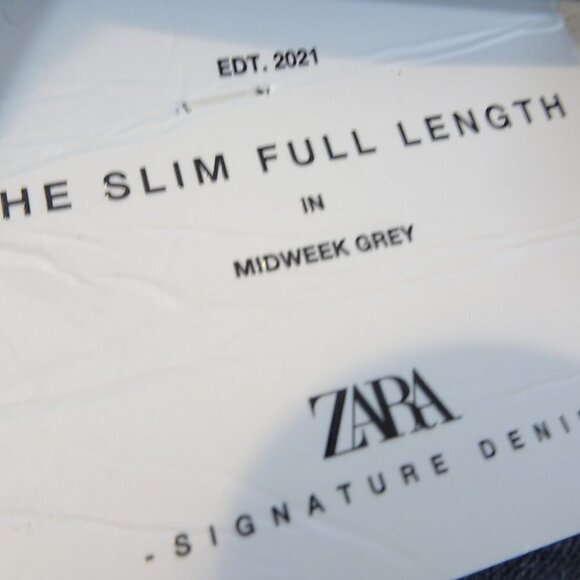 EDT. 2021
HE SLIM FULL LENGTH
IN
MIDWEEK GREY
ZARA
- SIGNATURE DENI